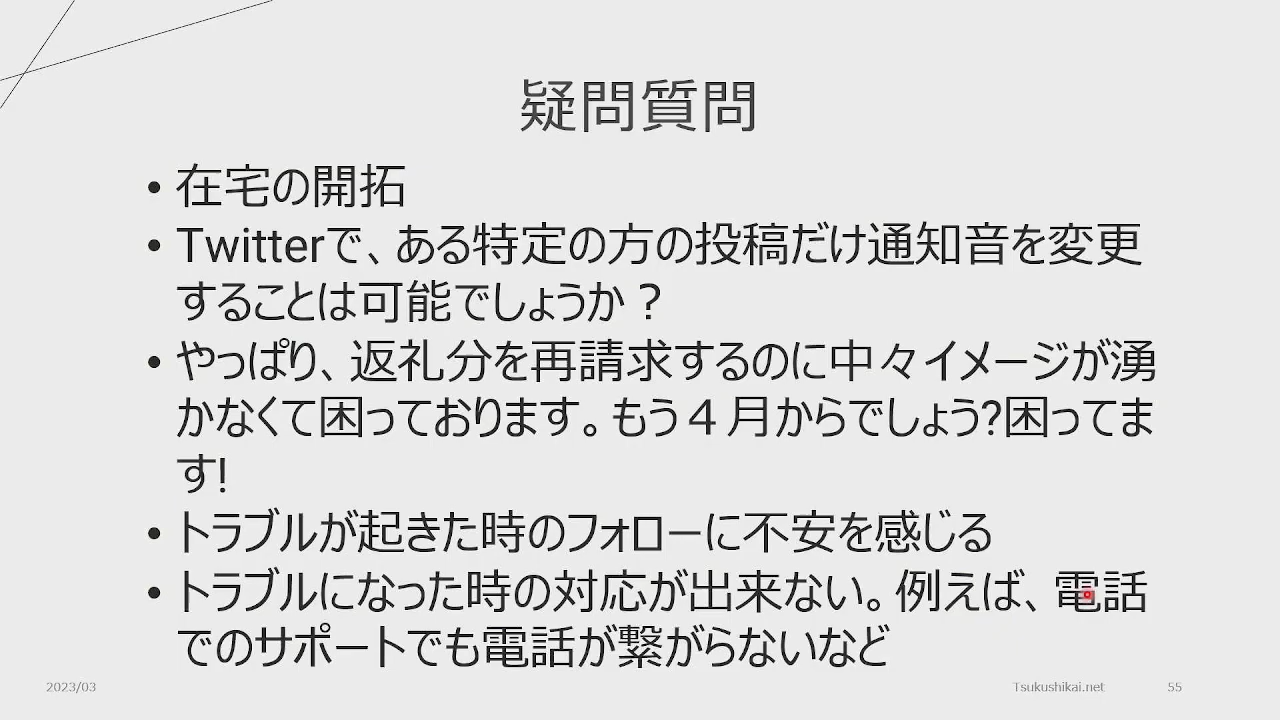 疑問質問
• 在宅の開拓
• Twitterで、ある特定の方の投稿だけ通知音を変更
することは可能でしょうか？
• やっぱり、返礼分を再請求するのに中々イメージが湧
かなくて困っております。もう４月からでしょう?困ってま
す!
• トラブルが起きた時のフォローに不安を感じる
• トラブルになった時の対応が出来ない。例えば、電話
でのサポートでも電話が繋がらないなど
2023/03
Tsukushikai.net
55